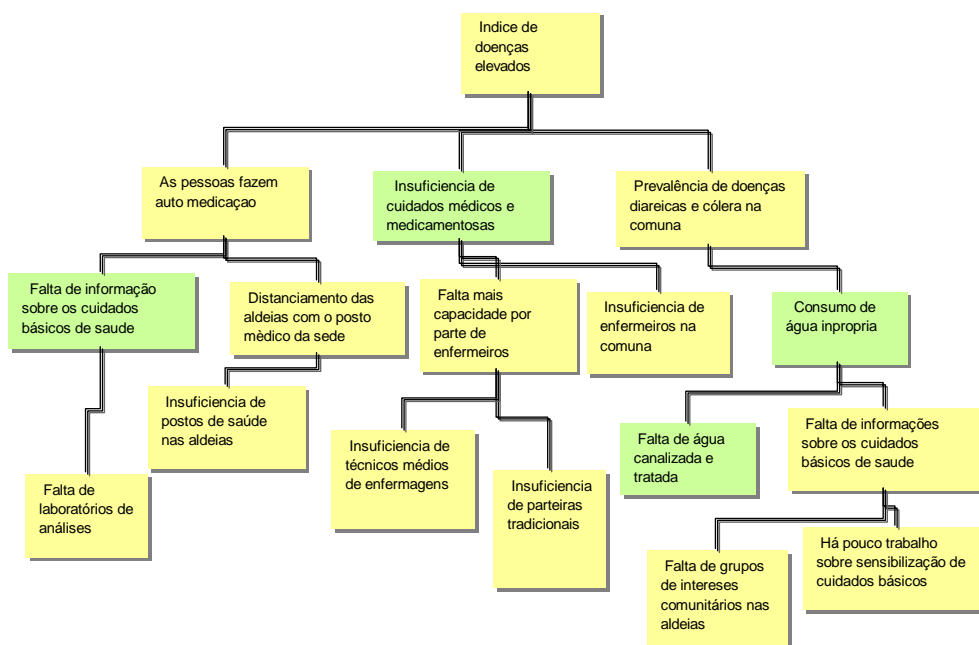 Indice de
doenças
elevados
As pessoas fazem
auto medicaçao
Insuficiencia de
cuidados médicos e
medicamentosas
Prevalência de doenças
diareicas e cólera na
comuna
Falta de informação
sobre os cuidados
básicos de saude
Distanciamento das
aldeias com o posto
mèdico da sede
Falta mais
capacidade por
parte de
enfermeiros
Insuficiencia de
enfermeiros na
comuna
Consumo de
água inpropria
Insuficiencia de
postos de saúde
nas aldeias
Falta de
laboratórios de
análises
Insuficiencia de
técnicos médios
de enfermagens
Insuficiencia
de parteiras
tradicionais
Falta de água
canalizada e
tratada
Falta de informações
sobre os cuidados
básicos de saude
Falta de grupos
de intereses
comunitários nas
aldeias
Há pouco trabalho
sobre sensibilização de
cuidados básicos